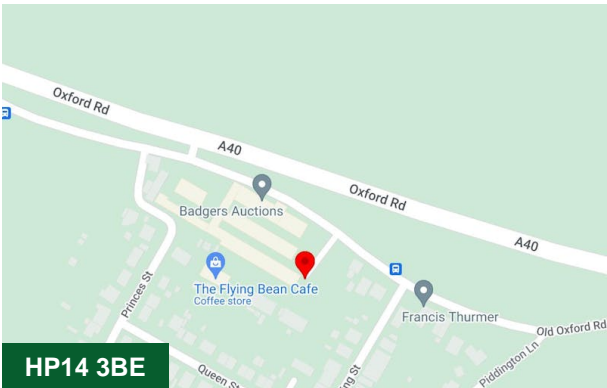 Oxford Rd
A40
Oxford Rd
A40
Badgers Auctions
The Flying Bean Cafe
Coffee store
Princes St
Francis Thurmer
Old Oxford Rd
Piddington Ln
Queen St
HP14 3BE